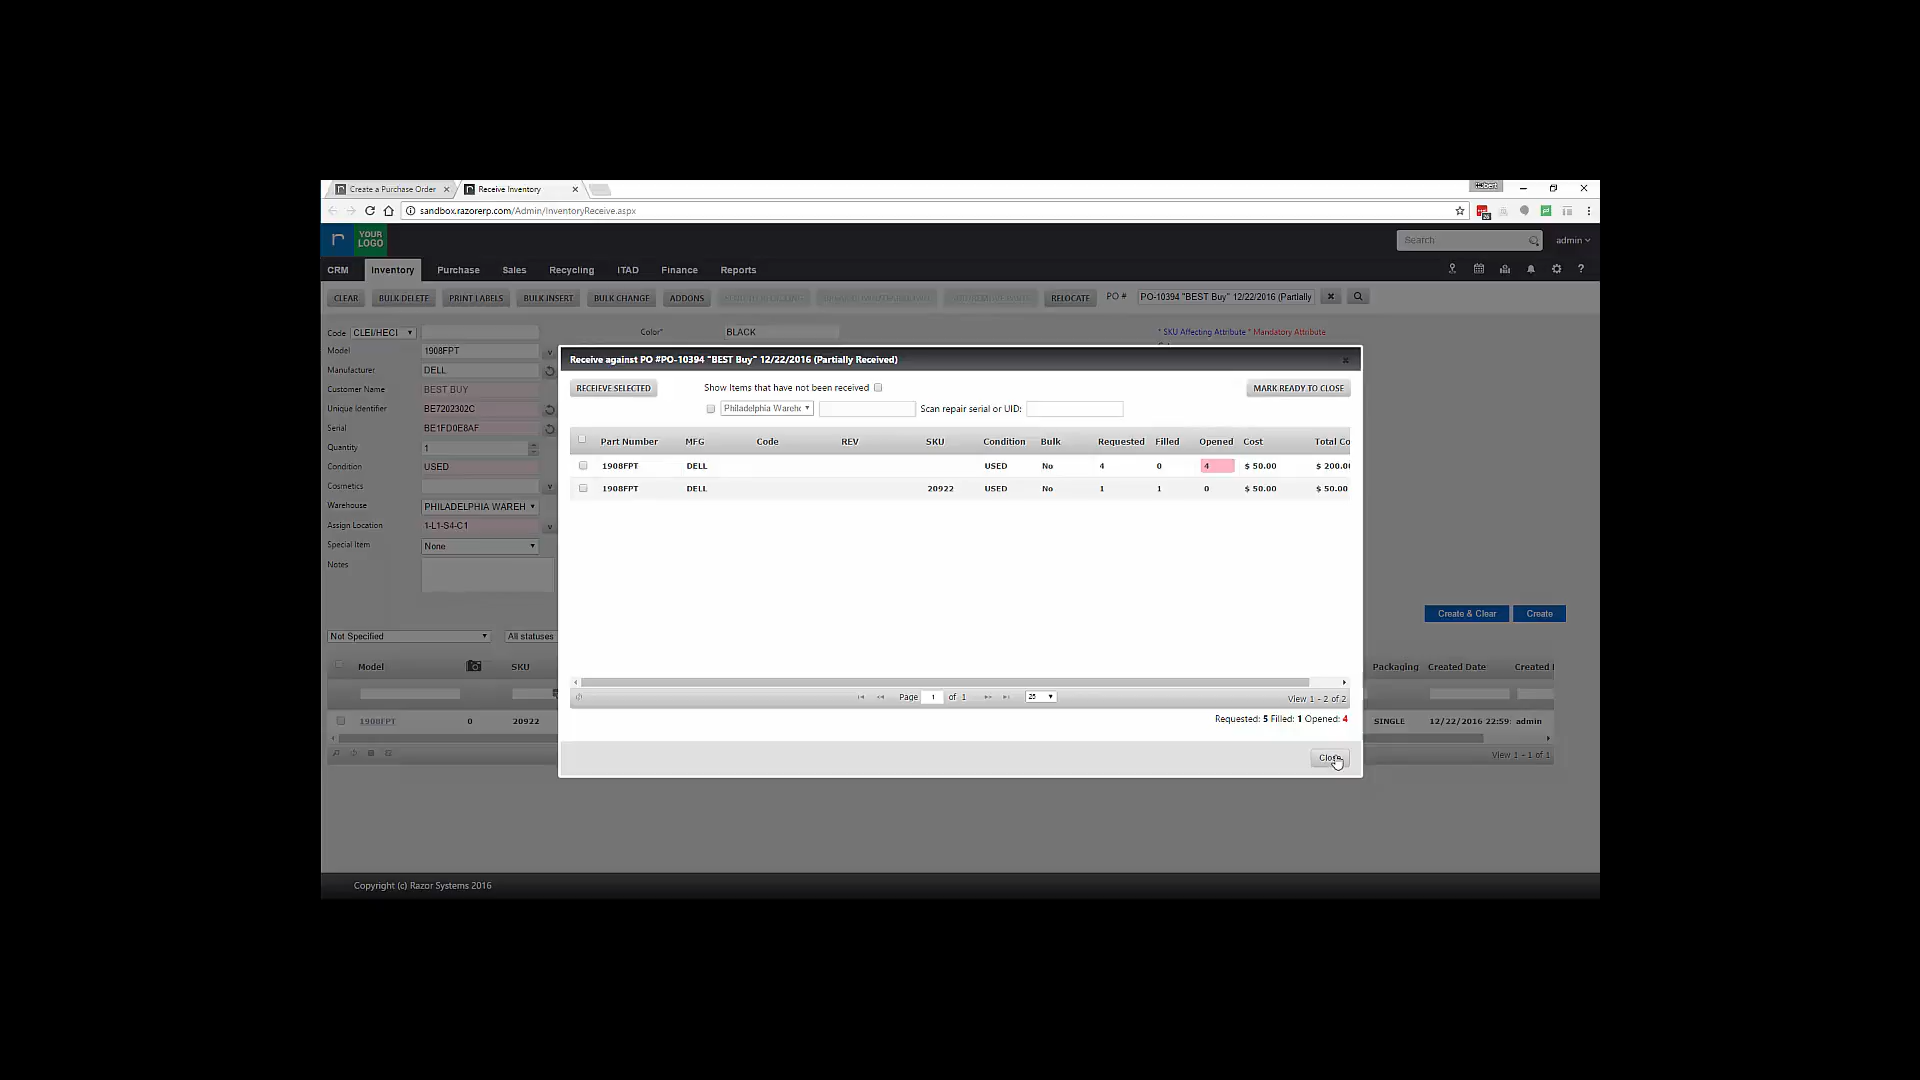 Create a Purchase Order
Receive Inventory
sandbox.razorerp.com/Admin/InventoryReceive.aspx
YOUR LOGO
Search
admin
CRM Inventory Purchase Sales Recycling ITAD Finance Reports
CLEAR BULK DELETE PRINT LABELS BULK INSERT BULK CHANGE ADDONS RELOCATE PO # PO-10394 "BEST Buy" 12/22/2016 (Partially
Code CLEI/HECI Color* BLACK * SKU Affecting Attribute * Mandatory Attribute
Model 1908FPT
Manufacturer DELL
Customer Name BEST BUY
Unique Identifier BE7202302C
Serial BE1FD0E8AF
Quantity 1
Condition USED
Cosmetics
Warehouse PHILADELPHIA WAREH
Assign Location 1-L1-S4-C1
Special Item None
Notes
Receive against PO #PO-10394 "BEST Buy" 12/22/2016 (Partially Received)
RECEIEVE SELECTED Show Items that have not been received MARK READY TO CLOSE
Philadelphia Wareh Scan repair serial or UID:
Part Number MFG Code REV SKU Condition Bulk Requested Filled Opened Cost Total Co
1908FPT DELL USED No 4 0 4 $ 50.00 $ 200.0
1908FPT DELL 20922 USED No 1 1 0 $ 50.00 $ 50.00
Page 1 of 1 25 View 1 - 2 of 2
Requested: 5 Filled: 1 Opened: 4
Close
Create & Clear Create
Not Specified All statuses
Model SKU Packaging Created Date Created
1908FPT 0 20922 SINGLE 12/22/2016 22:59: admin
View 1 - 1 of 1
Copyright (c) Razor Systems 2016